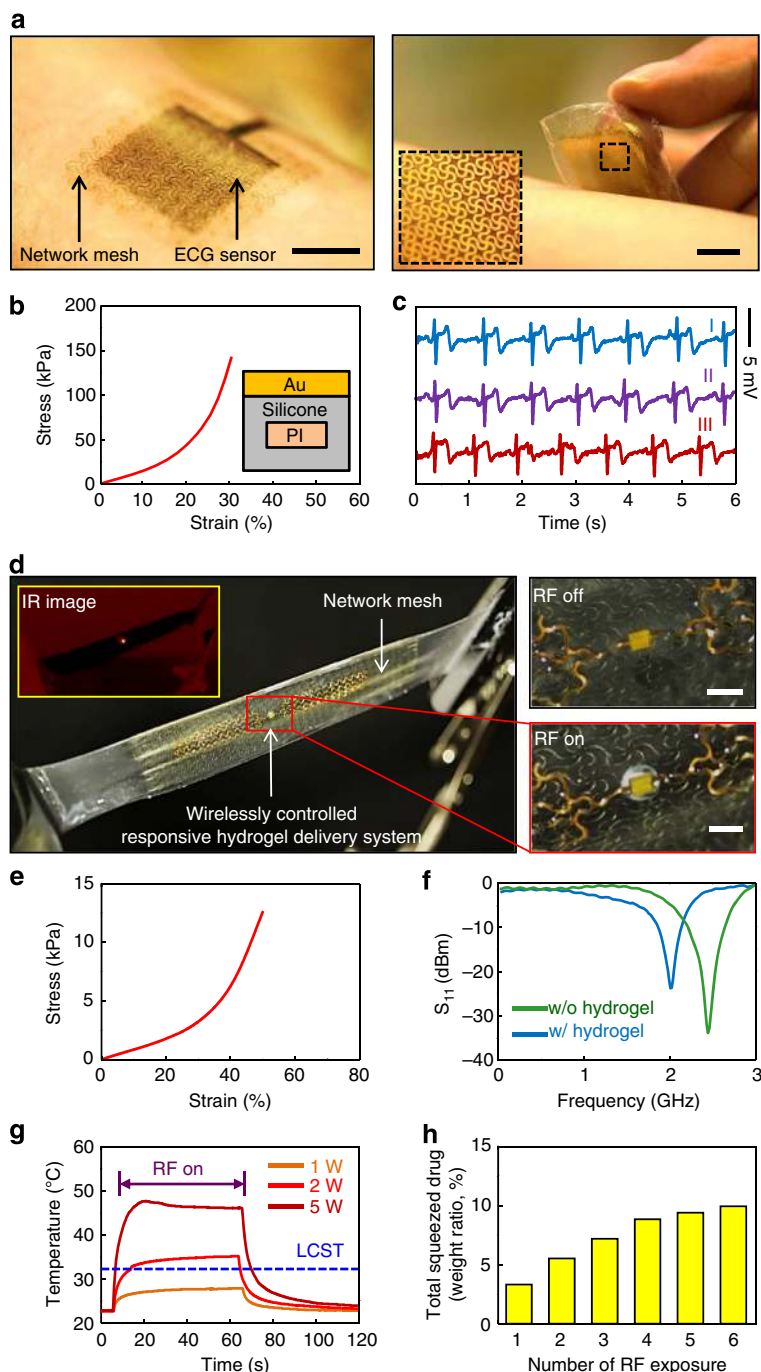 a
Network mesh
ECG sensor
b
Stress (kPa)
200
150
100
50
0
Au
Silicone
PI
0 10 20 30 40 50 60
Strain (%)
c
I
II
III
5 mV
0 1 2 3 4 5 6
Time (s)
d
IR image
Network mesh
Wirelessly controlled
responsive hydrogel delivery system
RF off
RF on
e
Stress (kPa)
15
10
5
0
0 20 40 60 80
Strain (%)
f
S11 (dBm)
0
–10
–20
–30
–40
w/o hydrogel
w/ hydrogel
0 1 2 3
Frequency (GHz)
g
Temperature (°C)
60
50
40
30
20
RF on
1 W
2 W
5 W
LCST
0 20 40 60 80 100 120
Time (s)
h
Total squeezed drug
(weight ratio, %)
15
10
5
0
1 2 3 4 5 6
Number of RF exposure